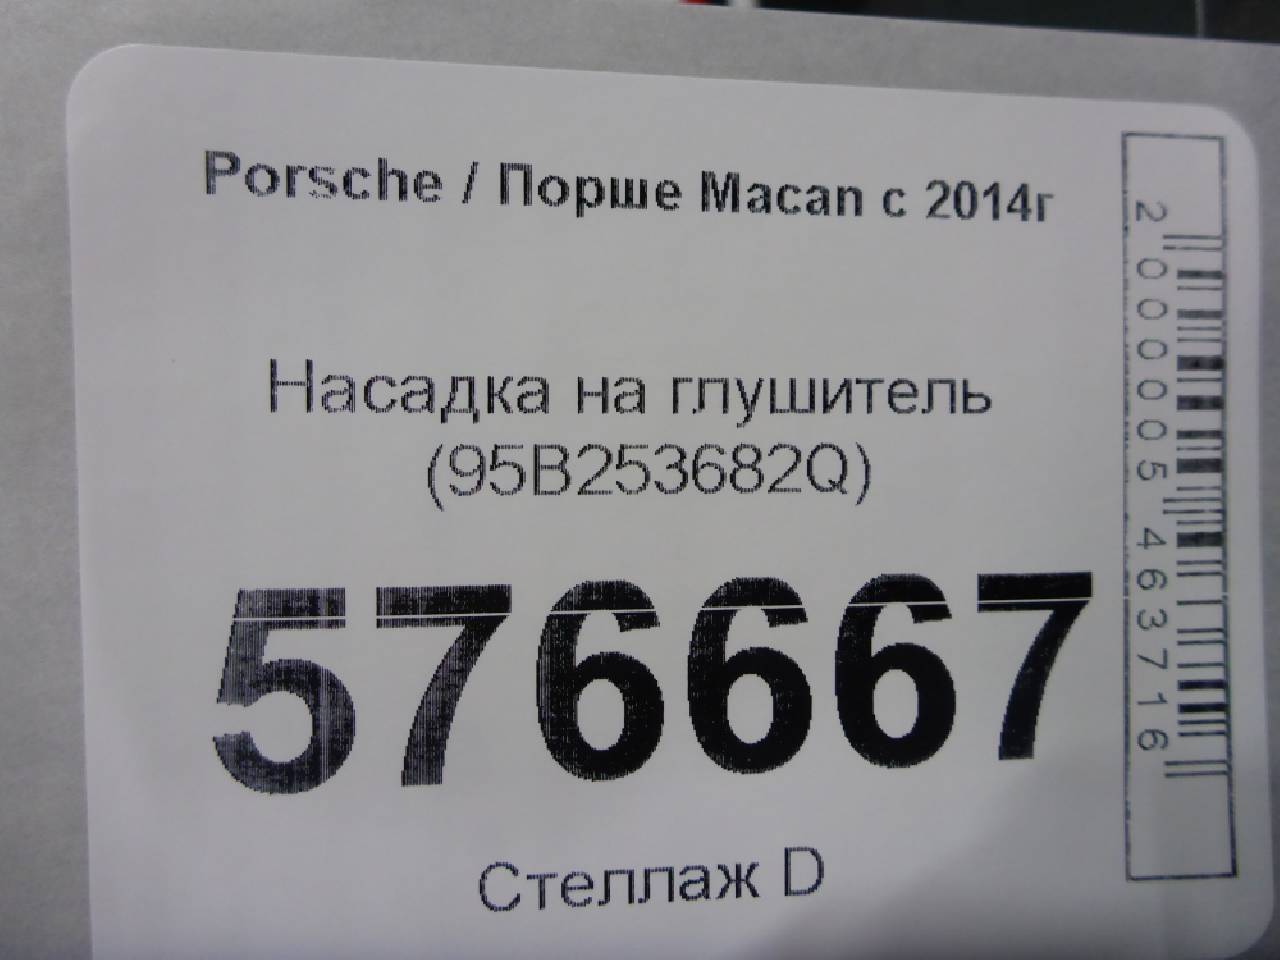 Porsche / Порше Macan с 2014г
Насадка на глушитель
(95B253682Q)
576667
Стеллаж D
2000005463716